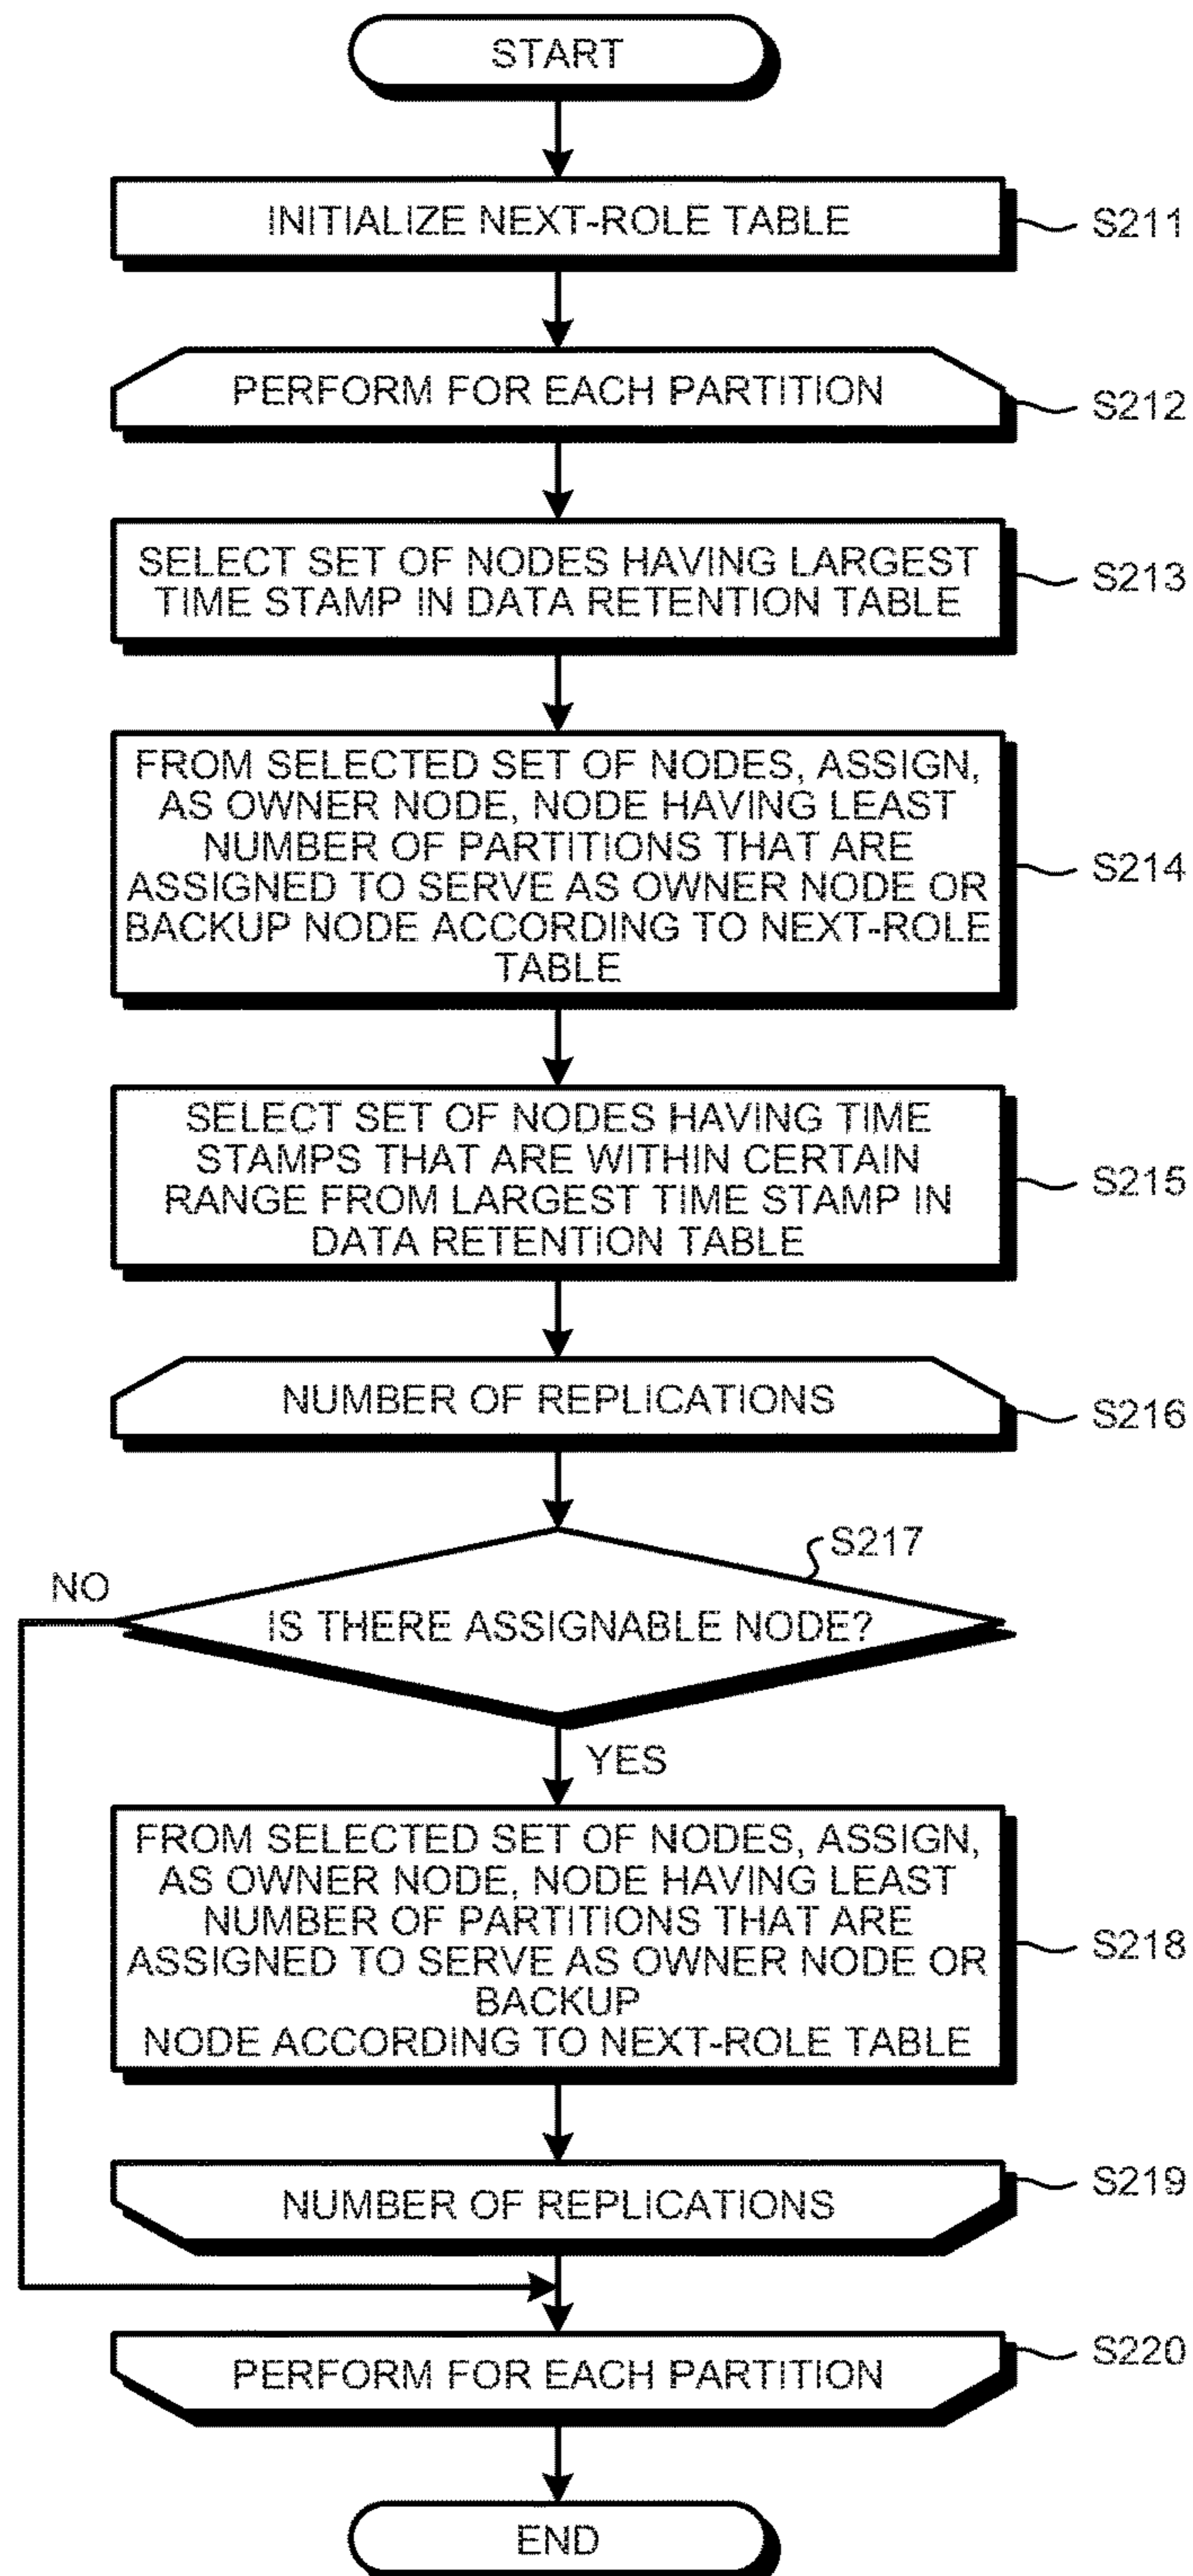 START
INITIALIZE NEXT-ROLE TABLE
S211
PERFORM FOR EACH PARTITION
S212
SELECT SET OF NODES HAVING LARGEST
TIME STAMP IN DATA RETENTION TABLE
S213
FROM SELECTED SET OF NODES, ASSIGN,
AS OWNER NODE, NODE HAVING LEAST
NUMBER OF PARTITIONS THAT ARE
ASSIGNED TO SERVE AS OWNER NODE OR
BACKUP NODE ACCORDING TO NEXT-ROLE
TABLE
S214
SELECT SET OF NODES HAVING TIME
STAMPS THAT ARE WITHIN CERTAIN
RANGE FROM LARGEST TIME STAMP IN
DATA RETENTION TABLE
S215
NUMBER OF REPLICATIONS
S216
S217
NO
IS THERE ASSIGNABLE NODE?
YES
FROM SELECTED SET OF NODES, ASSIGN,
AS OWNER NODE, NODE HAVING LEAST
NUMBER OF PARTITIONS THAT ARE
ASSIGNED TO SERVE AS OWNER NODE OR
BACKUP
NODE ACCORDING TO NEXT-ROLE TABLE
S218
NUMBER OF REPLICATIONS
S219
PERFORM FOR EACH PARTITION
S220
END